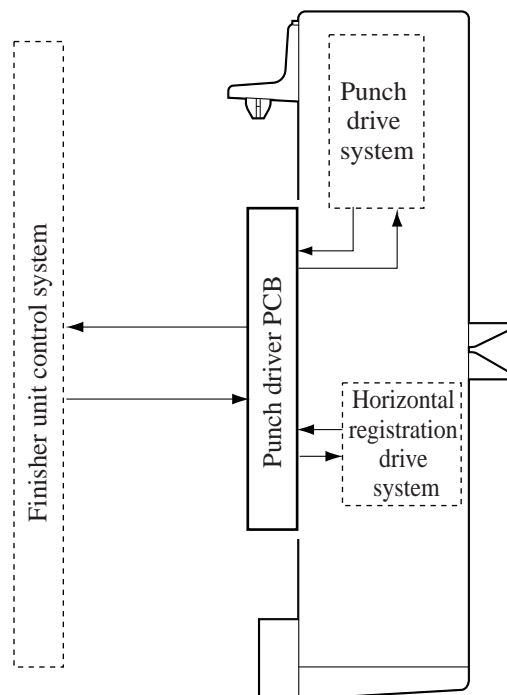 Punch
drive
system
Finisher unit control system
Punch driver PCB
Horizontal
registration
drive
system